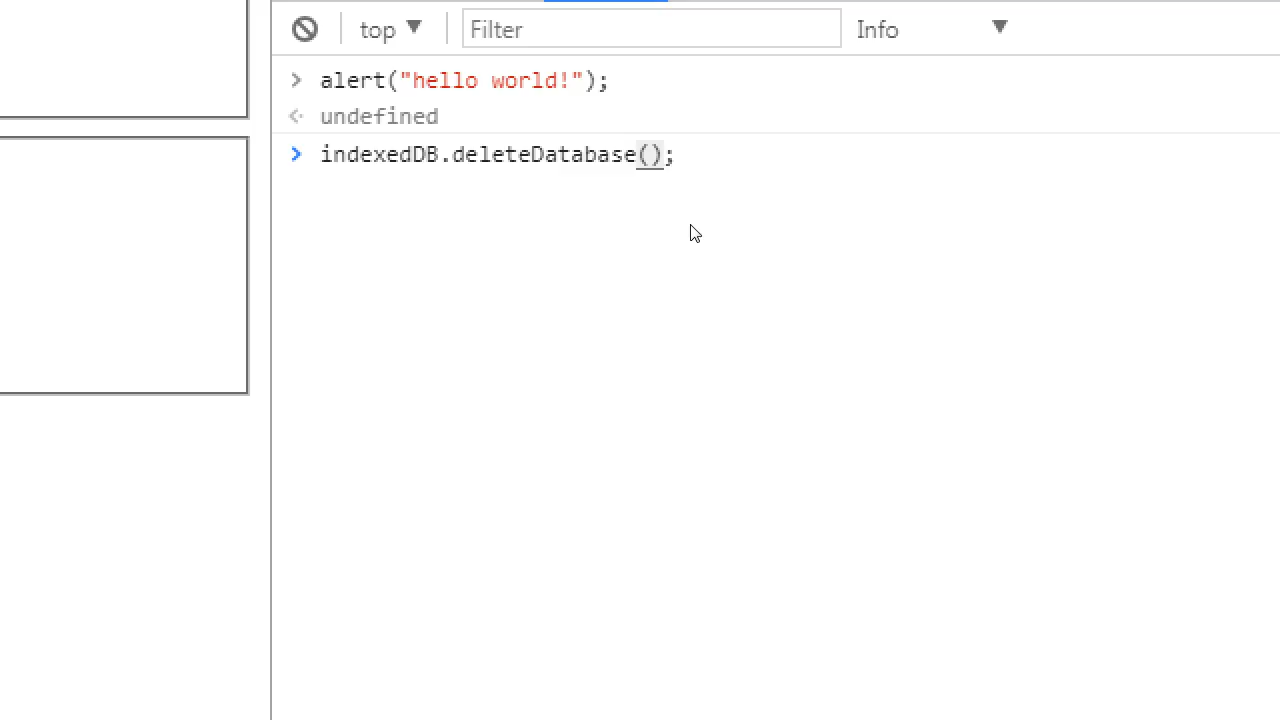 top Filter Info
alert("hello world!");
undefined
indexedDB.deleteDatabase();